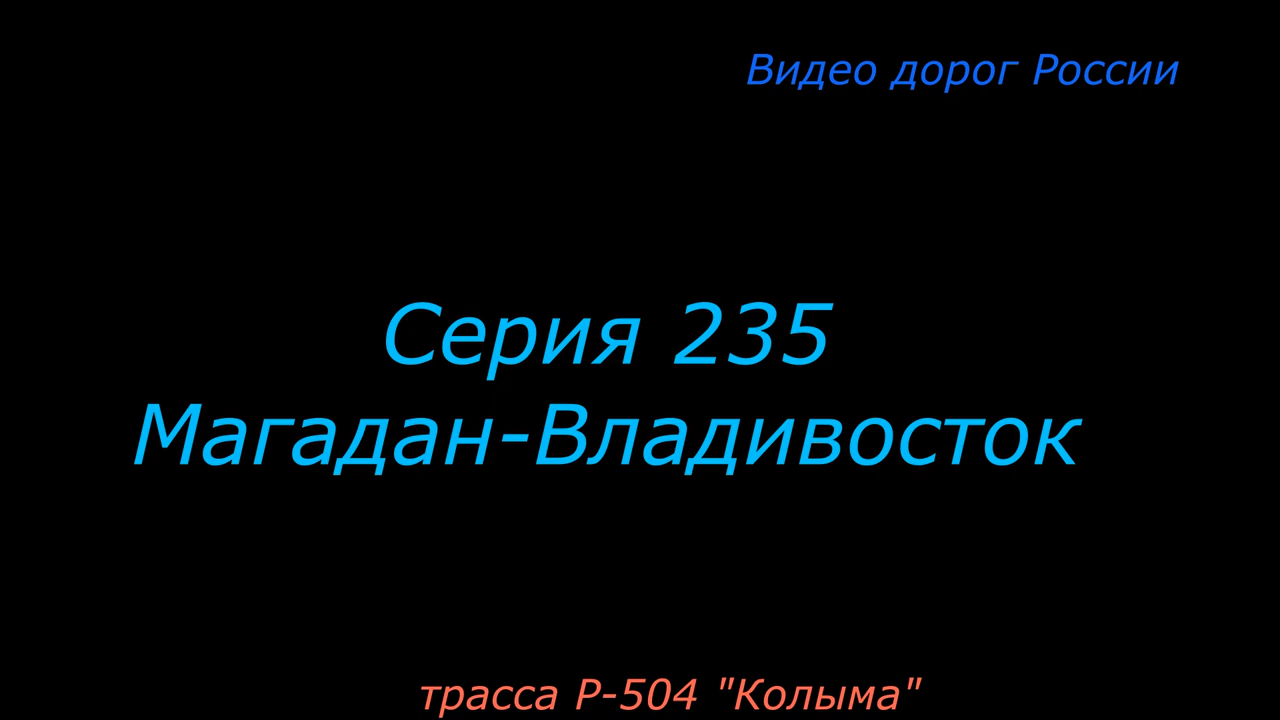 Видео дорог России
Серия 235
Магадан-Владивосток
трасса Р-504 "Колыма"